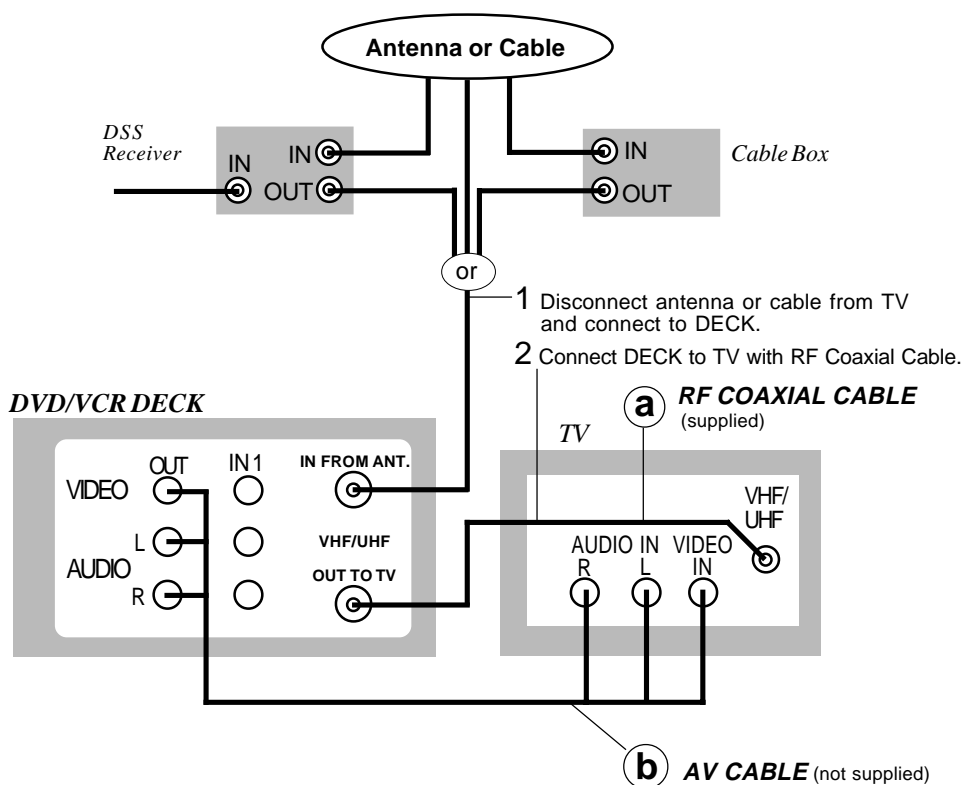 Antenna or Cable
DSS
Receiver
IN
IN
OUT
IN
OUT
Cable Box
or
1 Disconnect antenna or cable from TV
and connect to DECK.
2 Connect DECK to TV with RF Coaxial Cable.
DVD/VCR DECK
a RF COAXIAL CABLE
(supplied)
TV
OUT
IN 1
IN FROM ANT.
VIDEO
L
AUDIO
R
VHF/UHF
OUT TO TV
VHF/
UHF
AUDIO IN
R L
VIDEO
IN
b AV CABLE (not supplied)